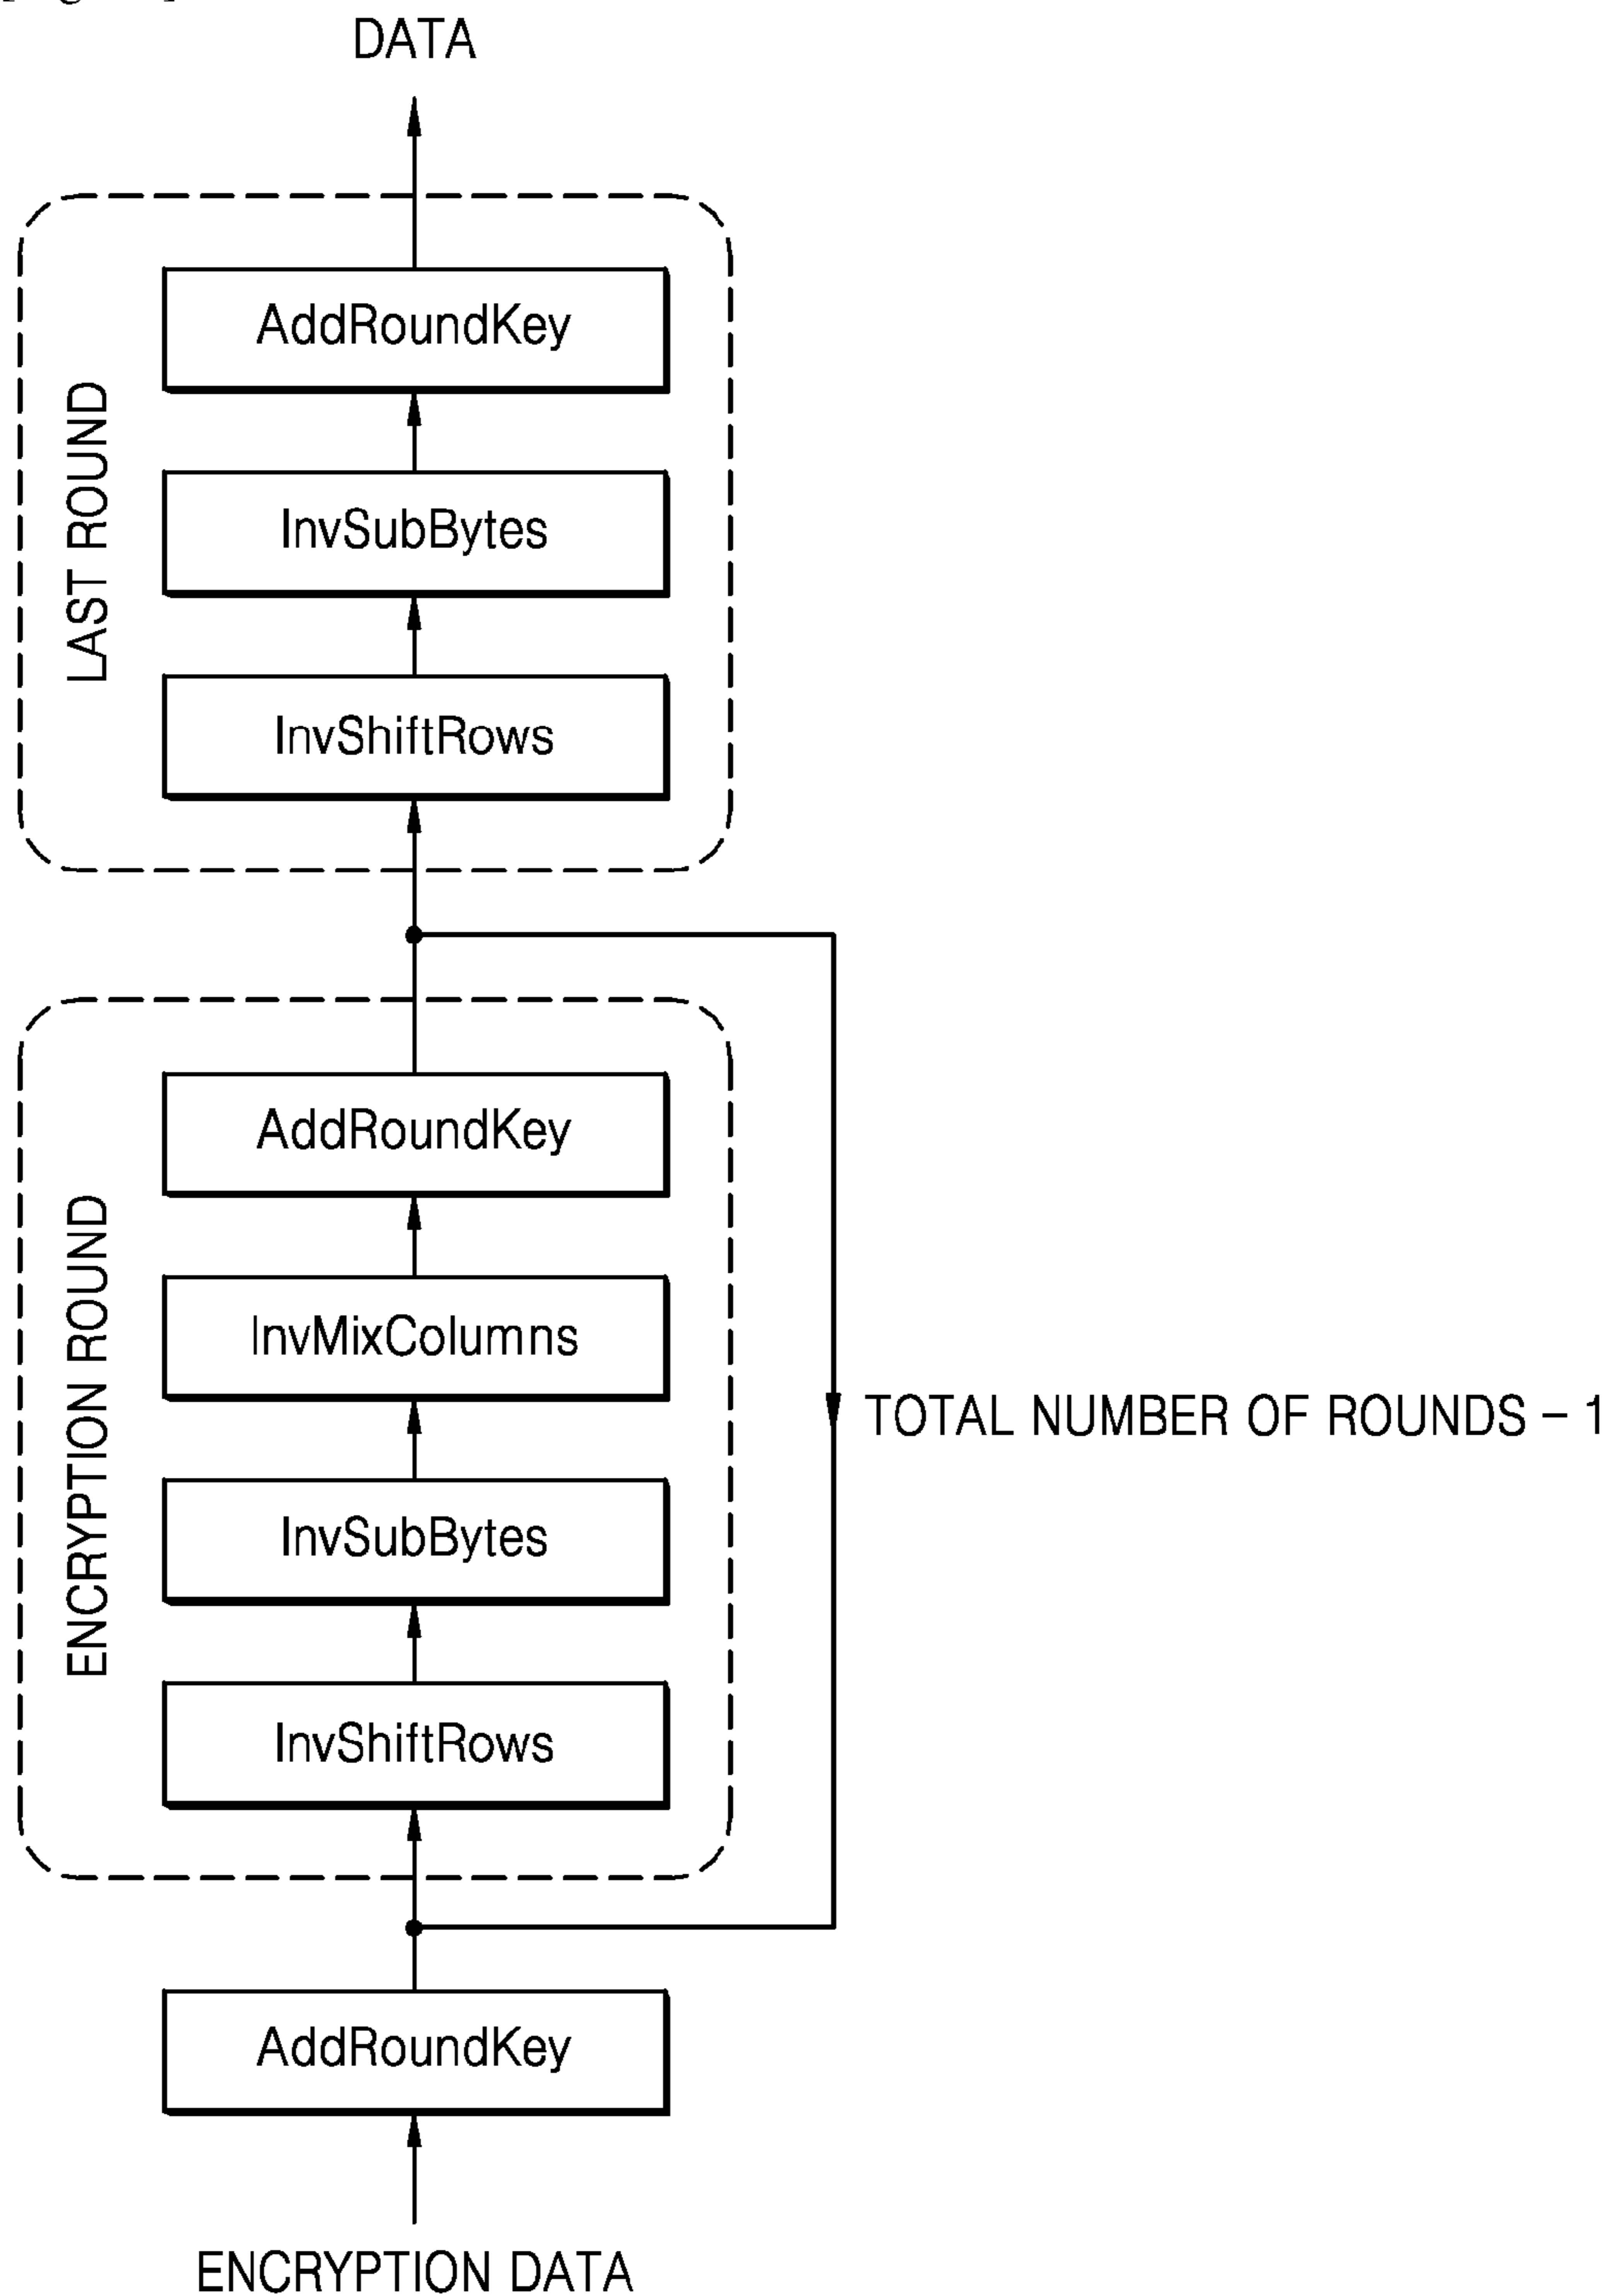 DATA
LAST ROUND
AddRoundKey
InvSubBytes
InvShiftRows
ENCRYPTION ROUND
AddRoundKey
InvMixColumns
InvSubBytes
InvShiftRows
TOTAL NUMBER OF ROUNDS – 1
AddRoundKey
ENCRYPTION DATA